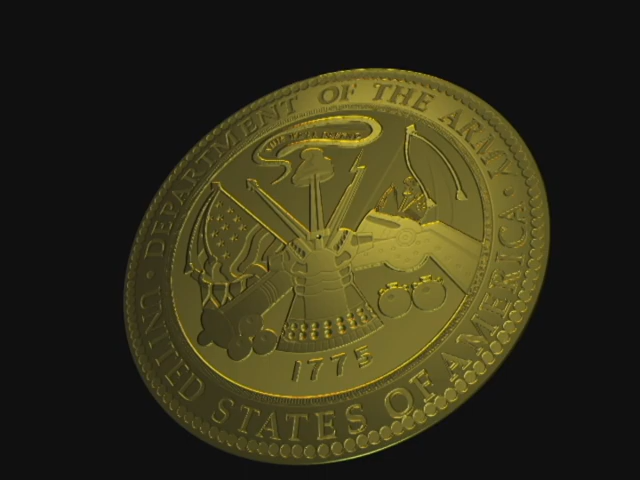 DEPARTMENT OF THE ARMY
UNITED STATES OF AMERICA
1775